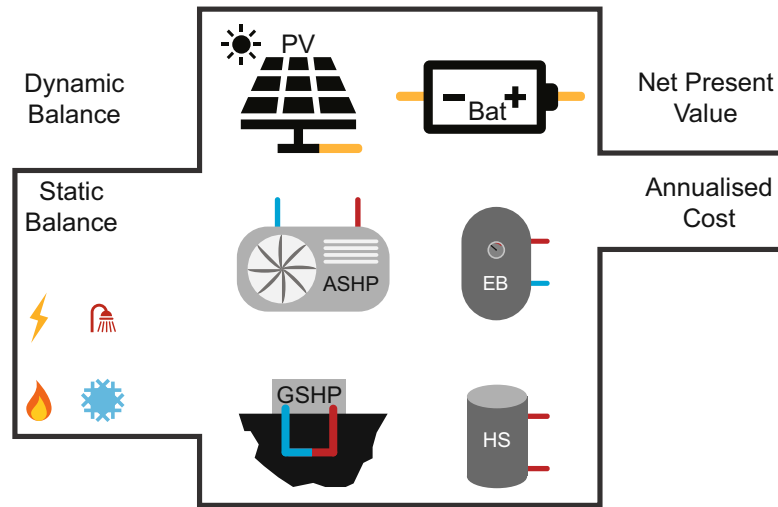 PV
Dynamic
Balance
Bat
Net Present
Value
Static
Balance
Annualised
Cost
ASHP
EB
GSHP
HS